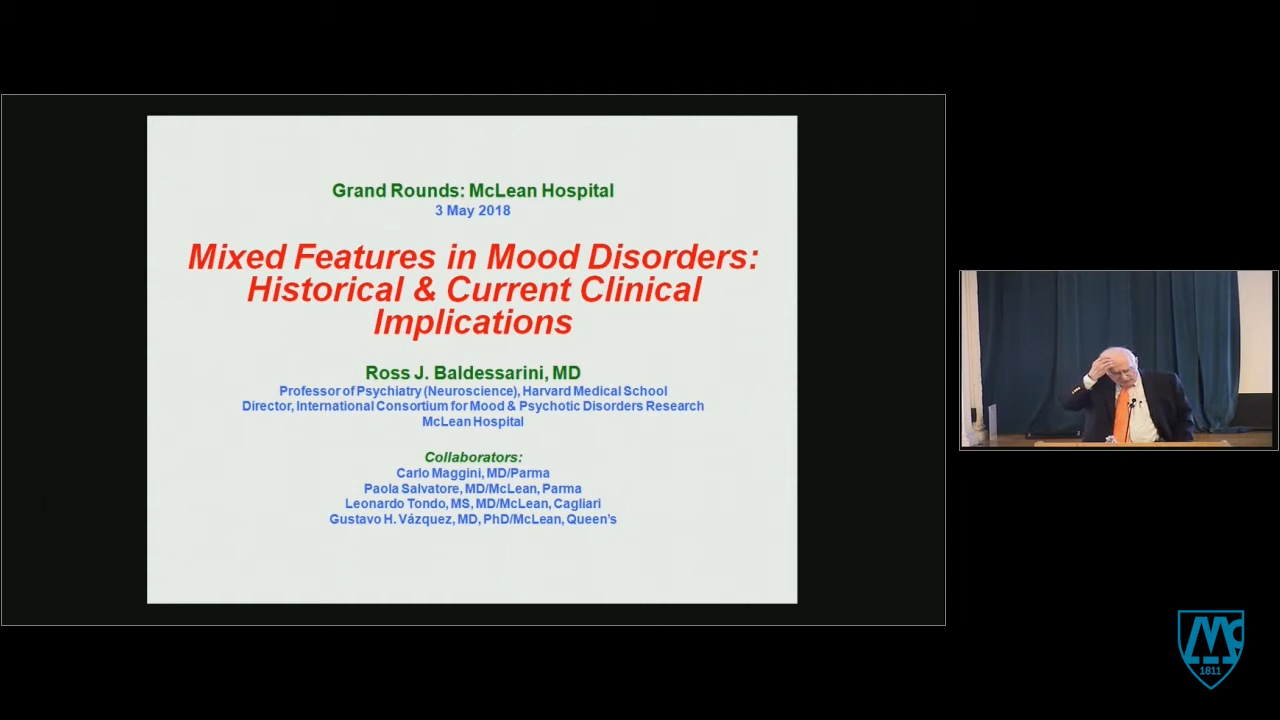 Grand Rounds: McLean Hospital
3 May 2018
Mixed Features in Mood Disorders:
Historical & Current Clinical
Implications
Ross J. Baldessarini, MD
Professor of Psychiatry (Neuroscience), Harvard Medical School
Director, International Consortium for Mood & Psychotic Disorders Research
McLean Hospital
Collaborators:
Carlo Maggini, MD/Parma
Paola Salvatore, MD/McLean, Parma
Leonardo Tondo, MS, MD/McLean, Cagliari
Gustavo H. Vázquez, MD, PhD/McLean, Queen's
Mc
1811